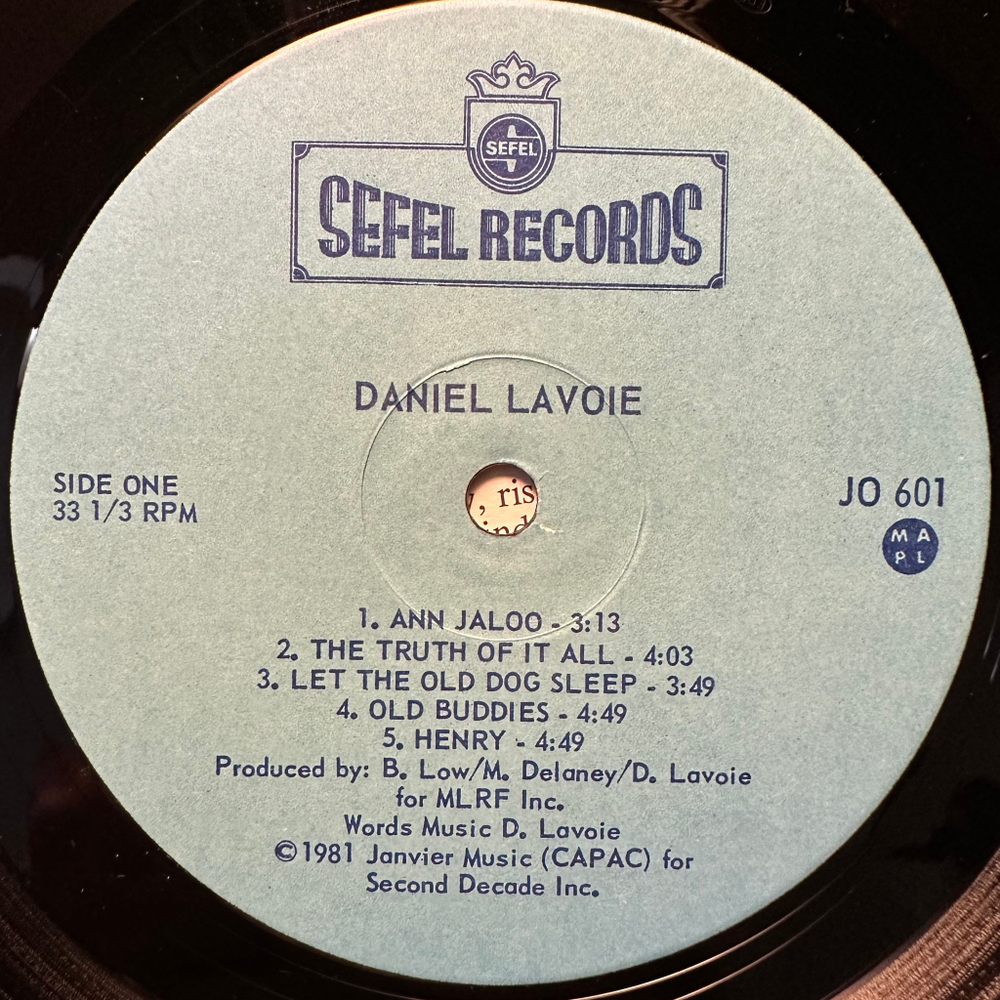 SEFEL
SEFEL RECORDS
DANIEL LAVOIE
SIDE ONE
33 1/3 RPM
JO 601
M A
P L
, ris
ind
1. ANN JALOO - 3:13
2. THE TRUTH OF IT ALL - 4:03
3. LET THE OLD DOG SLEEP - 3:49
4. OLD BUDDIES - 4:49
5. HENRY - 4:49
Produced by: B. Low/M. Delaney/D. Lavoie
for MLRF Inc.
Words Music D. Lavoie
©1981 Janvier Music (CAPAC) for
Second Decade Inc.